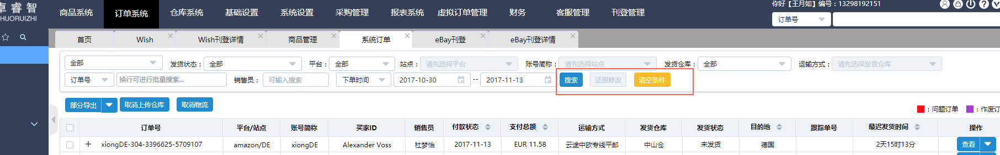 卓睿智
HUORUIZHI
商品系统 订单系统 仓库系统 基础设置 系统设置 采购管理 报表系统 虚拟订单管理 财务 客服管理 刊登管理
你好【王月如】编号：13298192151
订单号
首页 Wish Wish刊登详情 商品管理 系统订单 eBay刊登 eBay刊登详情
全部 发货状态： 全部 平台： 全部 站点： 请先选择平台 账号简称： 请先选择站点 发货仓库： 全部 运输方式： 请先选择发货仓库
订单号 换行可进行批量搜索... 销售员： 可输入搜索 下单时间 2017-10-30 -- 2017-11-13 搜索 还原修改 清空条件
部分导出 取消上传仓库 取消物流
：问题订单 ：作废订
订单号 平台/站点 账号简称 买家ID 销售员 付款状态 支付总额 运输方式 发货仓库 发货状态 目的地 跟踪单号 最迟发货时间 操作
+ xiongDE-304-3396625-5709107 amazon/DE xiongDE Alexander Voss 杜梦怡 2017-11-13 EUR 11.58 云途中欧专线平邮 中山仓 未发货 德国 2天15时13分 查看